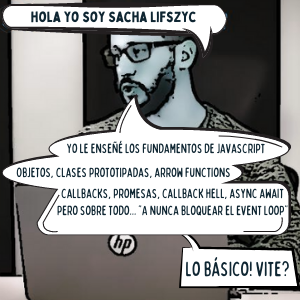 HOLA YO SOY SACHA LIFSZYC
YO LE ENSEÑÉ LOS FUNDAMENTOS DE JAVASCRIPT
OBJETOS, CLASES PROTOTIPADAS, ARROW FUNCTIONS
CALLBACKS, PROMESAS, CALLBACK HELL, ASYNC AWAIT
PERO SOBRE TODO... "A NUNCA BLOQUEAR EL EVENT LOOP"
hp
LO BÁSICO! VITE?